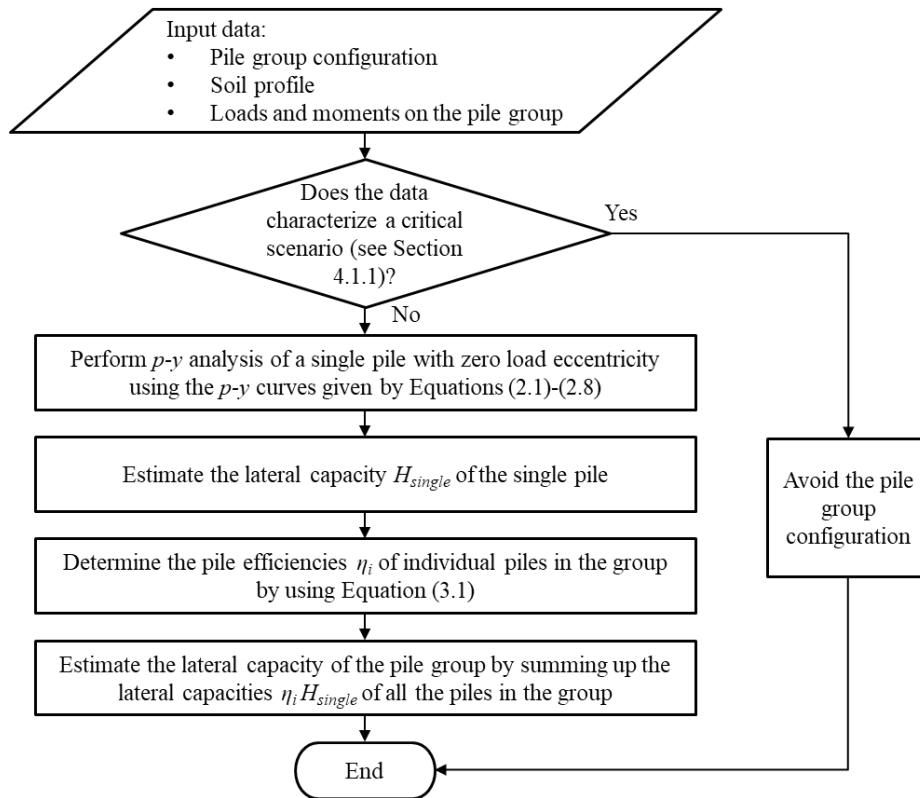 Input data:
• Pile group configuration
• Soil profile
• Loads and moments on the pile group
Does the data
characterize a critical
scenario (see Section
4.1.1)?
Yes
No
Perform p-y analysis of a single pile with zero load eccentricity
using the p-y curves given by Equations (2.1)-(2.8)
Estimate the lateral capacity Hsingle of the single pile
Avoid the pile
group
configuration
Determine the pile efficiencies ηi of individual piles in the group
by using Equation (3.1)
Estimate the lateral capacity of the pile group by summing up the
lateral capacities ηi Hsingle of all the piles in the group
End